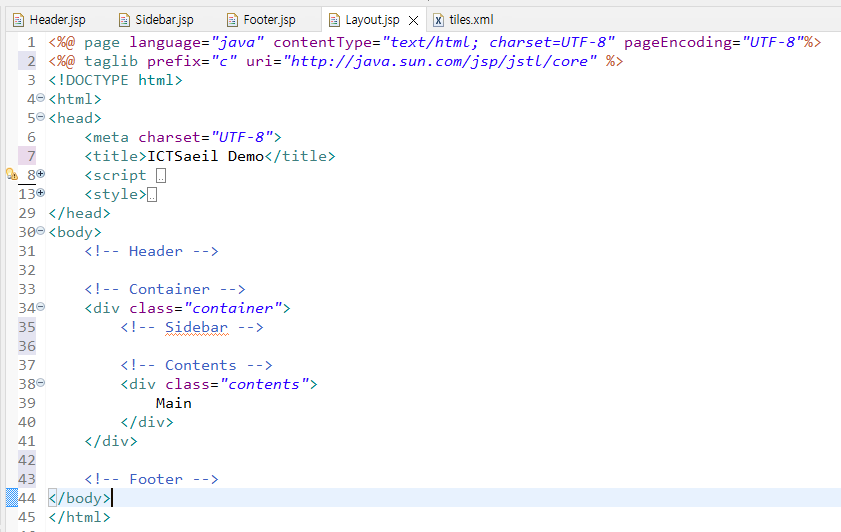 Header.jsp Sidebar.jsp Footer.jsp Layout.jsp tiles.xml
1 <%@ page language="java" contentType="text/html; charset=UTF-8" pageEncoding="UTF-8"%>
2 <%@ taglib prefix="c" uri="http://java.sun.com/jsp/jstl/core" %>
3 <!DOCTYPE html>
4 <html>
5 <head>
6     <meta charset="UTF-8">
7     <title>ICTSaeil Demo</title>
8     <script ..
13     <style>..
29 </head>
30 <body>
31     <!-- Header -->
32
33     <!-- Container -->
34     <div class="container">
35         <!-- Sidebar -->
36
37         <!-- Contents -->
38         <div class="contents">
39             Main
40         </div>
41     </div>
42
43     <!-- Footer -->
44 </body>
45 </html>